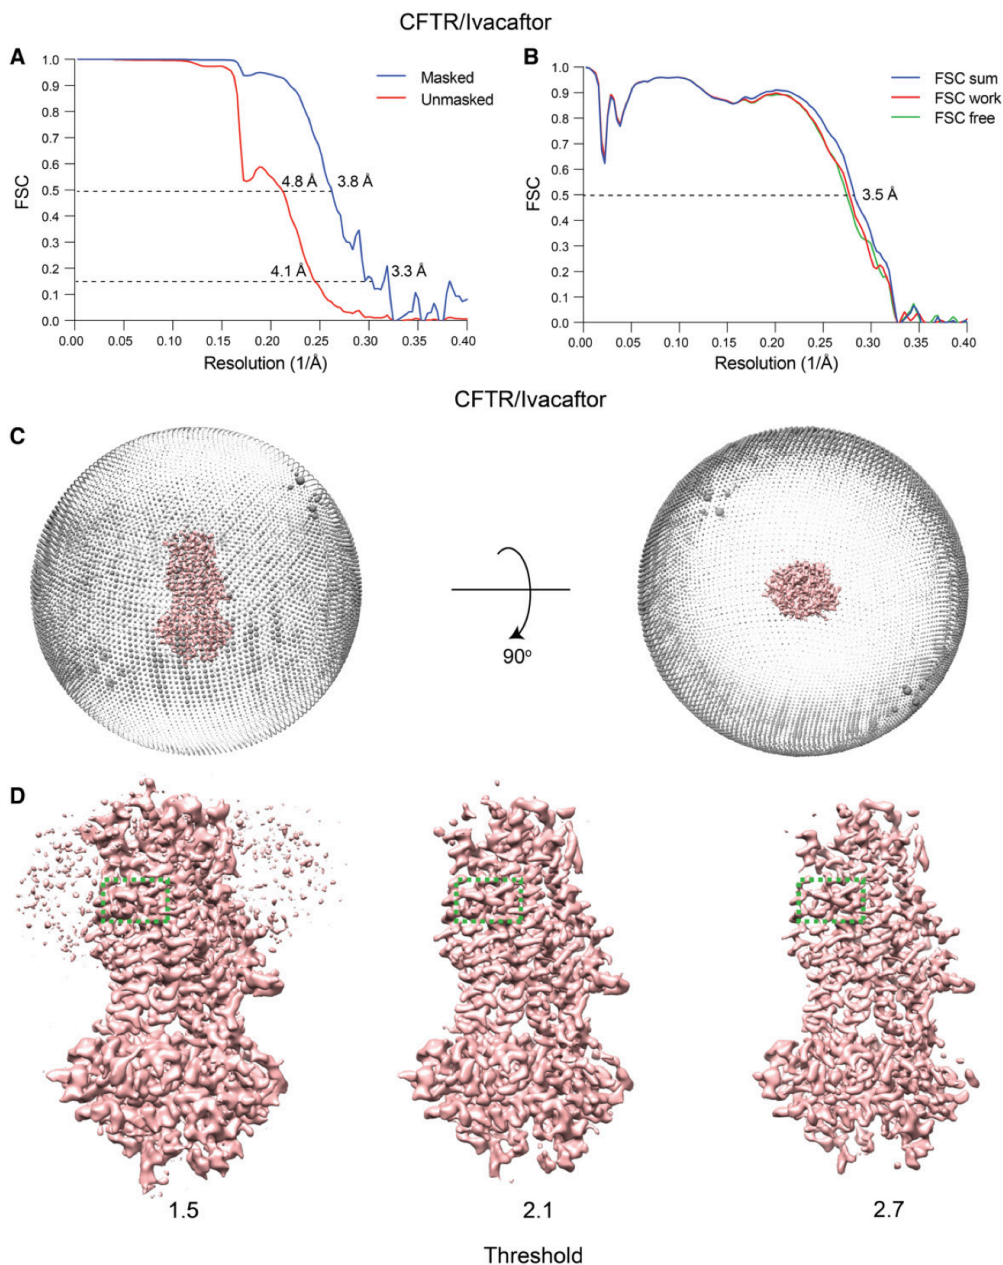 CFTR/Ivacaftor
A
1.0
0.9
0.8
0.7
0.6
0.5
0.4
0.3
0.2
0.1
0.0
FSC
0.00 0.05 0.10 0.15 0.20 0.25 0.30 0.35 0.40
Resolution (1/Å)
Masked
Unmasked
4.8 Å
3.8 Å
4.1 Å
3.3 Å
B
1.0
0.9
0.8
0.7
0.6
0.5
0.4
0.3
0.2
0.1
0.0
FSC
0.00 0.05 0.10 0.15 0.20 0.25 0.30 0.35 0.40
Resolution (1/Å)
FSC sum
FSC work
FSC free
3.5 Å
CFTR/Ivacaftor
C
90°
D
1.5
2.1
2.7
Threshold